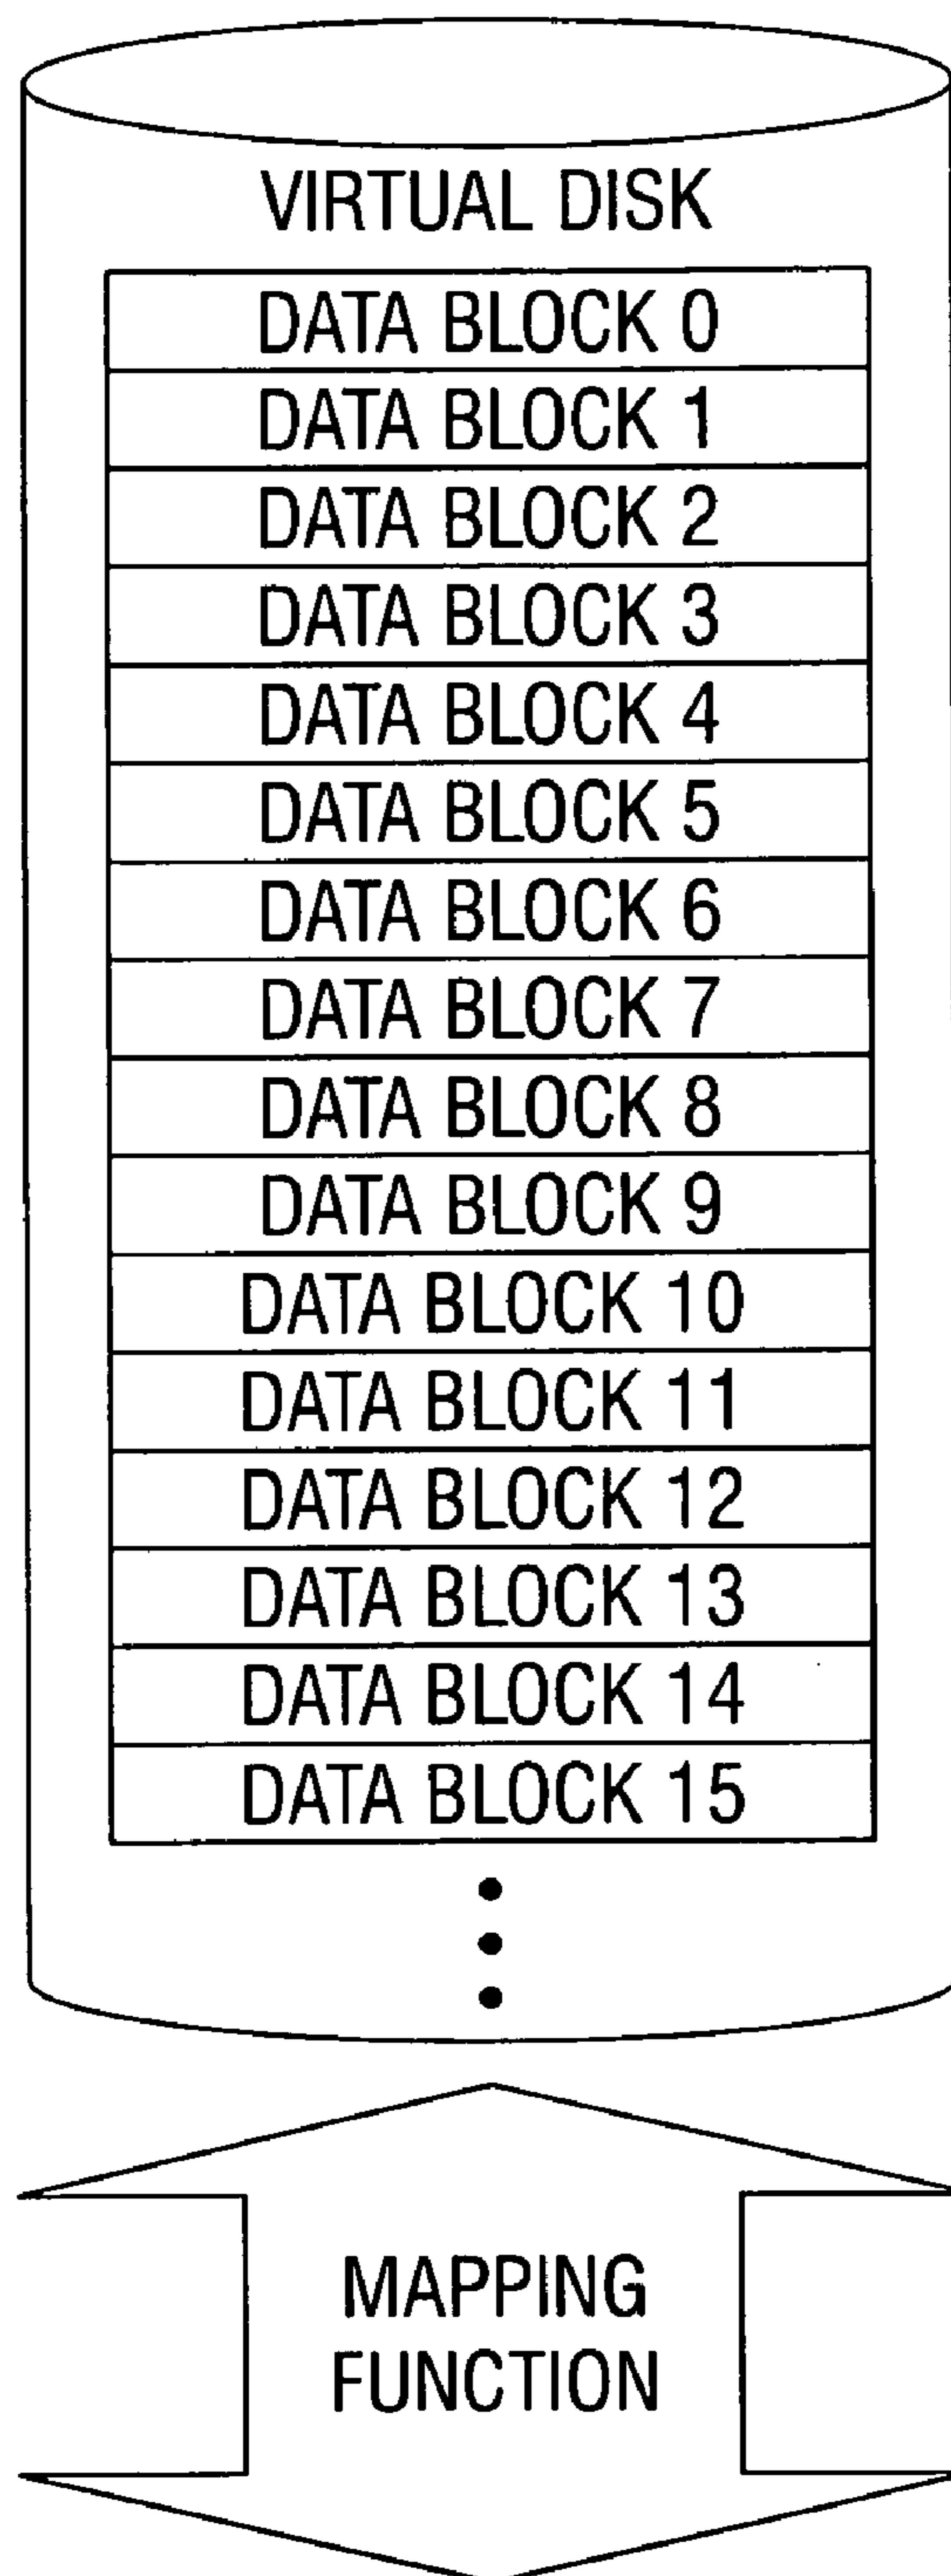 VIRTUAL DISK
DATA BLOCK 0
DATA BLOCK 1
DATA BLOCK 2
DATA BLOCK 3
DATA BLOCK 4
DATA BLOCK 5
DATA BLOCK 6
DATA BLOCK 7
DATA BLOCK 8
DATA BLOCK 9
DATA BLOCK 10
DATA BLOCK 11
DATA BLOCK 12
DATA BLOCK 13
DATA BLOCK 14
DATA BLOCK 15
MAPPING
FUNCTION